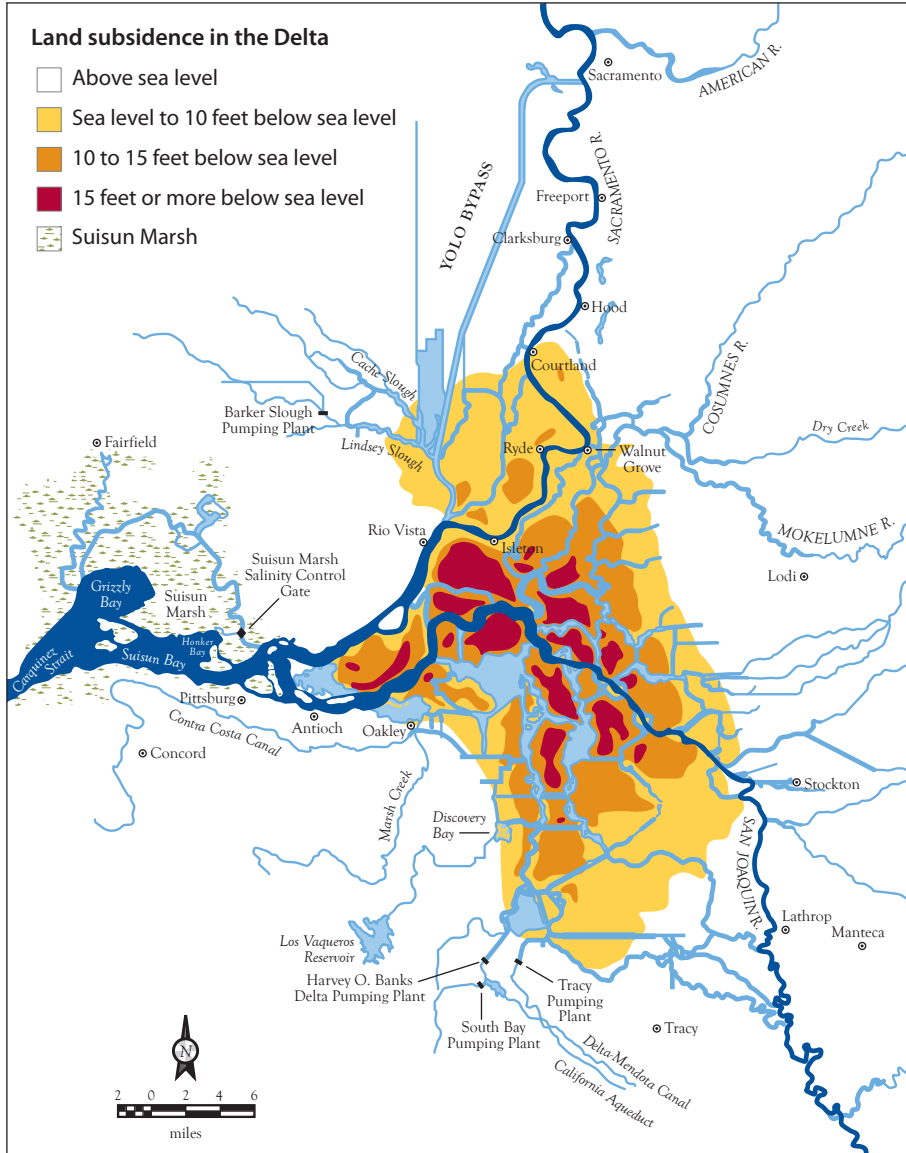 Land subsidence in the Delta
Above sea level
Sea level to 10 feet below sea level
10 to 15 feet below sea level
15 feet or more below sea level
Suisun Marsh
Sacramento
AMERICAN R.
SACRAMENTO R.
YOLO BYPASS
Freeport
Clarksburg
Hood
Courtland
Cache Slough
Barker Slough
Pumping Plant
Lindsey Slough
COSUMNES R.
Dry Creek
Fairfield
Ryde
Walnut
Grove
MOKELUMNE R.
Rio Vista
Isleton
Lodi
Suisun Marsh
Salinity Control
Gate
Grizzly
Bay
Suisun
Marsh
Honker
Bay
Carquinez
Strait
Suisun Bay
Pittsburg
Antioch
Oakley
Contra Costa Canal
Concord
Marsh Creek
Stockton
Discovery
Bay
SAN JOAQUIN R.
Los Vaqueros
Reservoir
Lathrop
Manteca
Harvey O. Banks
Delta Pumping Plant
Tracy
Pumping
Plant
South Bay
Pumping Plant
Tracy
Delta-Mendota Canal
California Aqueduct
N
2 0 2 4 6
miles